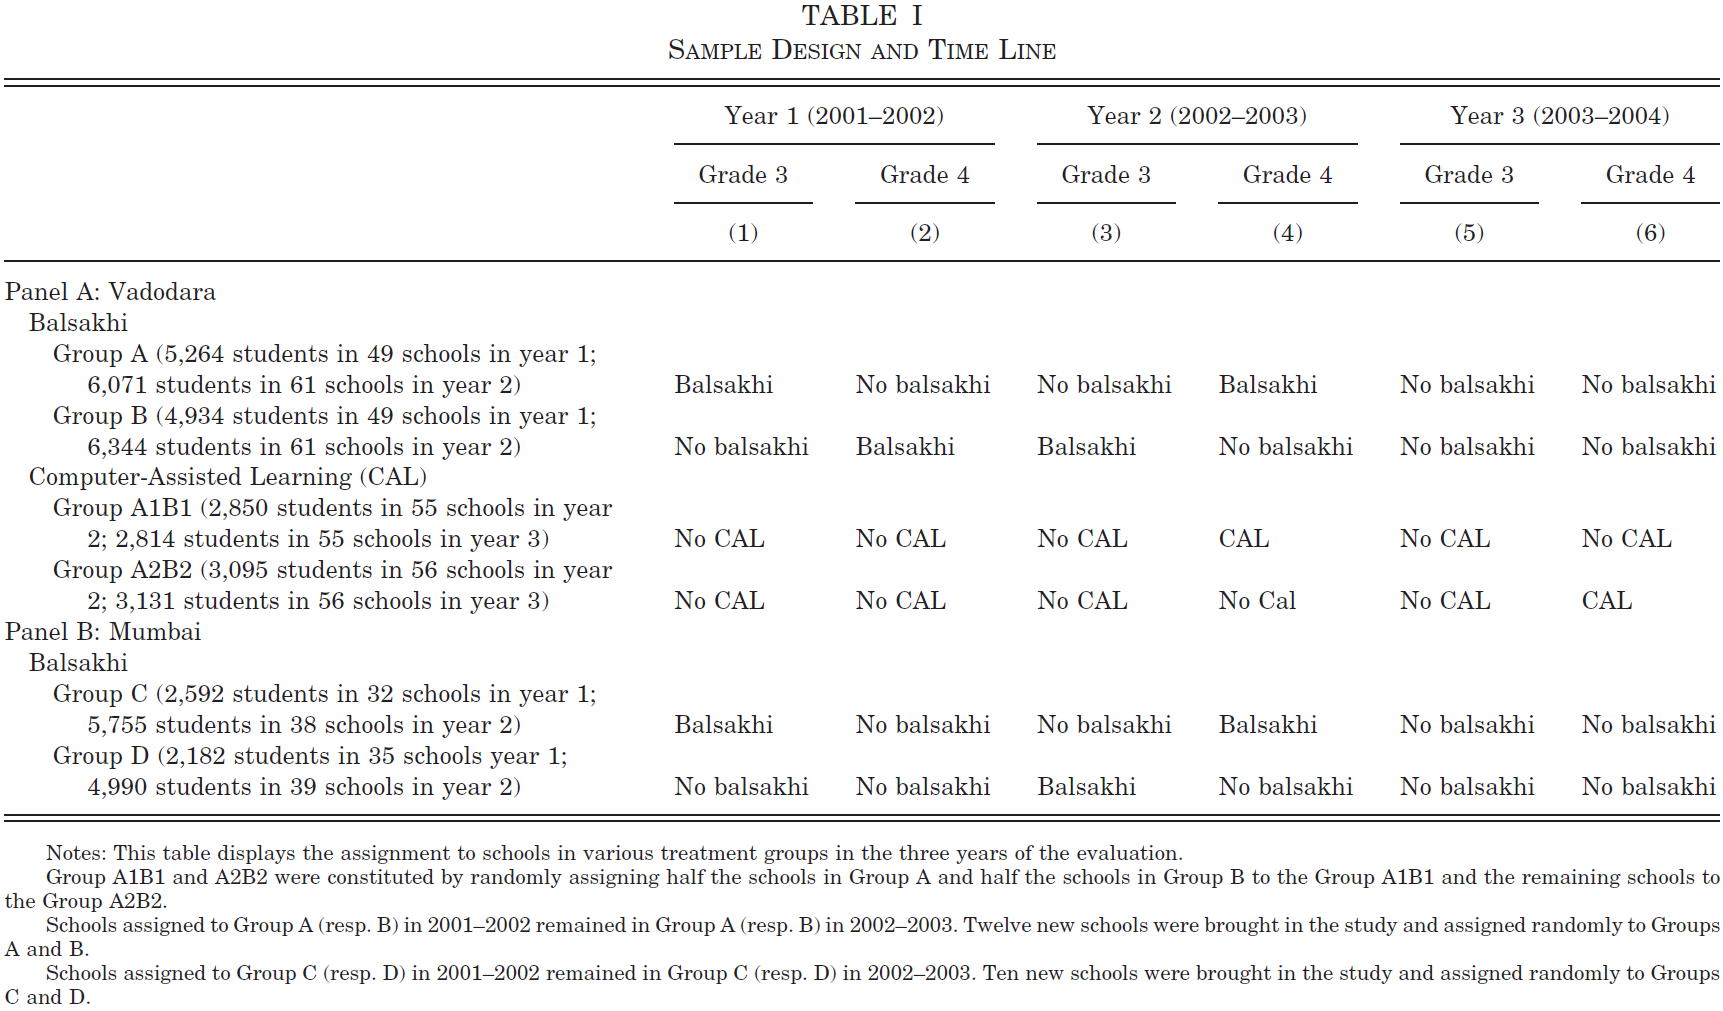 TABLE I
SAMPLE DESIGN AND TIME LINE
Year 1 (2001–2002) Year 2 (2002–2003) Year 3 (2003–2004)
Grade 3 Grade 4 Grade 3 Grade 4 Grade 3 Grade 4
(1) (2) (3) (4) (5) (6)
Panel A: Vadodara
Balsakhi
Group A (5,264 students in 49 schools in year 1;
6,071 students in 61 schools in year 2) Balsakhi No balsakhi No balsakhi Balsakhi No balsakhi No balsakhi
Group B (4,934 students in 49 schools in year 1;
6,344 students in 61 schools in year 2) No balsakhi Balsakhi Balsakhi No balsakhi No balsakhi No balsakhi
Computer-Assisted Learning (CAL)
Group A1B1 (2,850 students in 55 schools in year
2; 2,814 students in 55 schools in year 3) No CAL No CAL No CAL CAL No CAL No CAL
Group A2B2 (3,095 students in 56 schools in year
2; 3,131 students in 56 schools in year 3) No CAL No CAL No CAL No Cal No CAL CAL
Panel B: Mumbai
Balsakhi
Group C (2,592 students in 32 schools in year 1;
5,755 students in 38 schools in year 2) Balsakhi No balsakhi No balsakhi Balsakhi No balsakhi No balsakhi
Group D (2,182 students in 35 schools year 1;
4,990 students in 39 schools in year 2) No balsakhi No balsakhi Balsakhi No balsakhi No balsakhi No balsakhi
Notes: This table displays the assignment to schools in various treatment groups in the three years of the evaluation.
Group A1B1 and A2B2 were constituted by randomly assigning half the schools in Group A and half the schools in Group B to the Group A1B1 and the remaining schools to
the Group A2B2.
Schools assigned to Group A (resp. B) in 2001–2002 remained in Group A (resp. B) in 2002–2003. Twelve new schools were brought in the study and assigned randomly to Groups
A and B.
Schools assigned to Group C (resp. D) in 2001–2002 remained in Group C (resp. D) in 2002–2003. Ten new schools were brought in the study and assigned randomly to Groups
C and D.